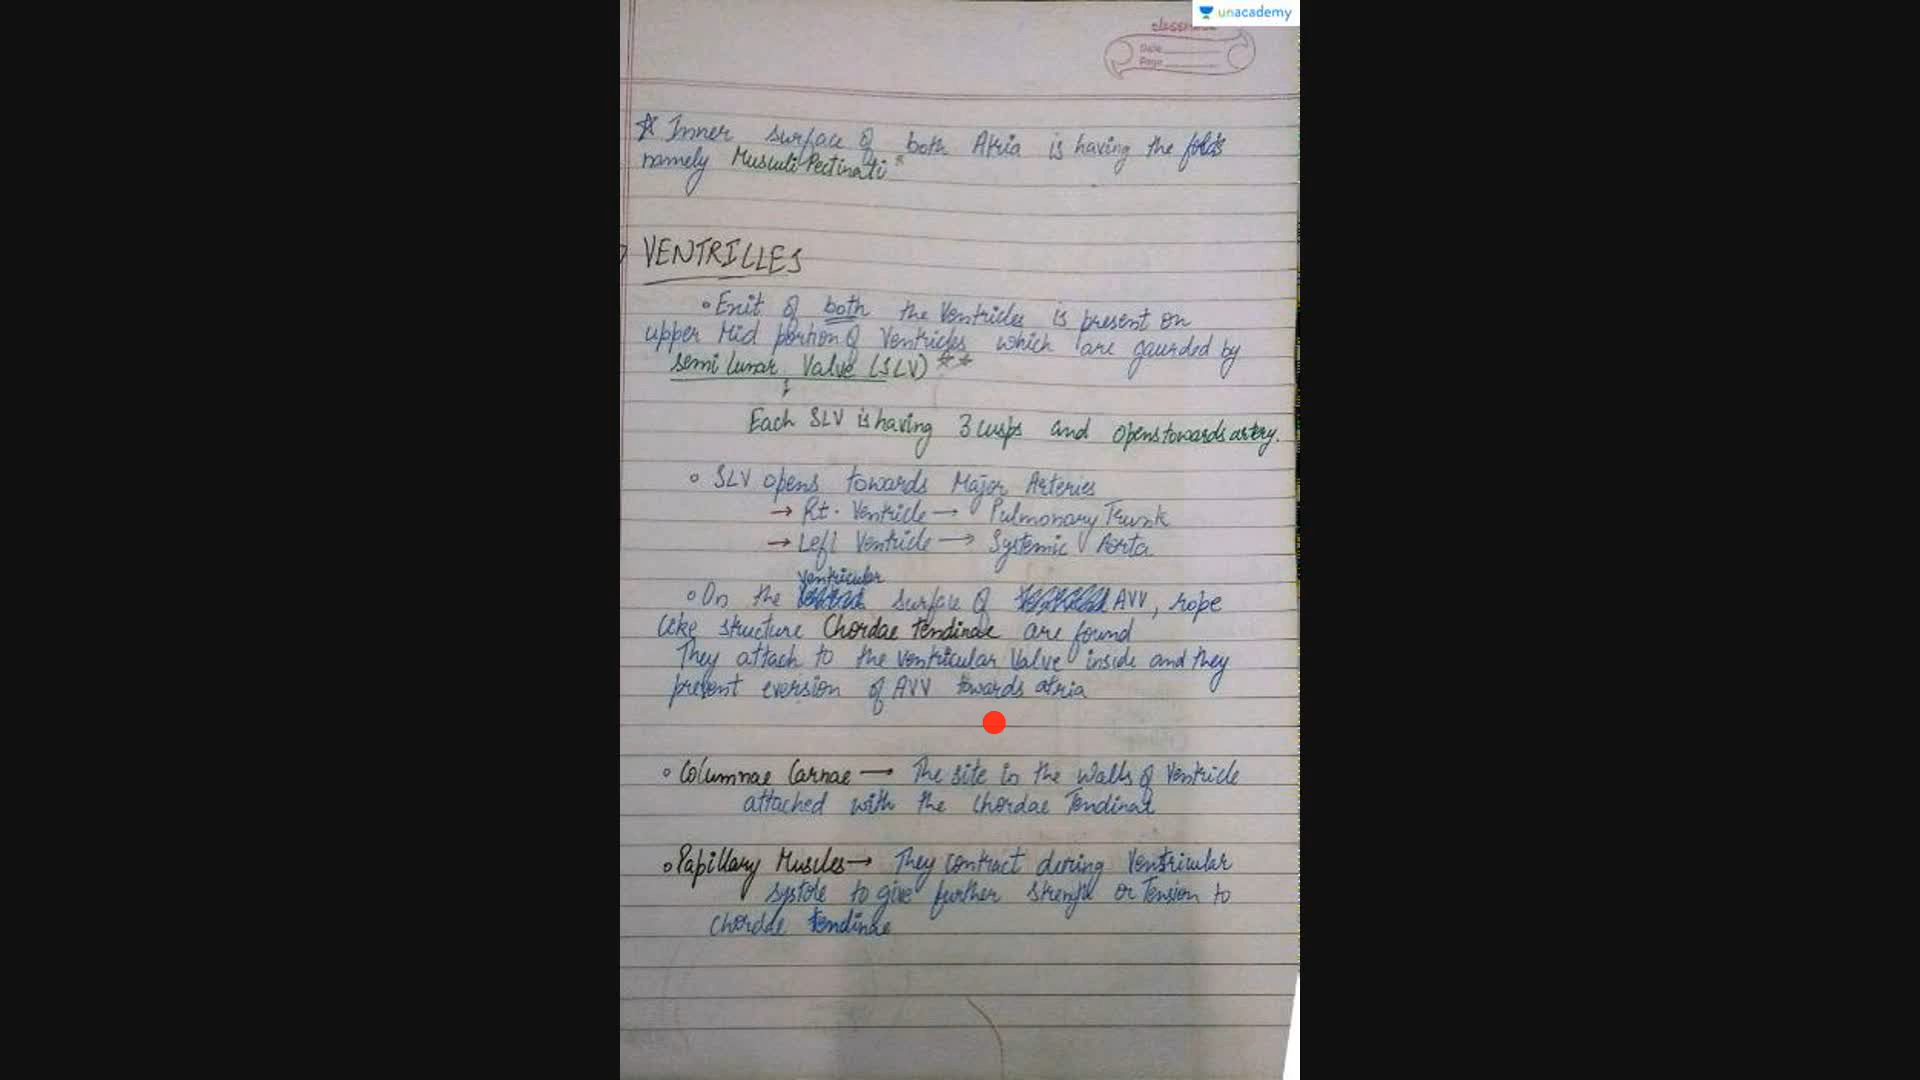 unacademy
classmate
Date
Page
☆ Inner surface of both Atria is having the folds
namely Musculi Pectinati *
VENTRICLES
• Exit of both the Ventricles is present on
upper Mid portion of Ventricles which are gaurded by
semi lunar Valve (SLV) **
↓
Each SLV is having 3 cusps and opens towards artery.
• SLV opens towards Major Arteries
→ Rt. Ventricle → Pulmonary Trunk
→ Left Ventricle → Systemic Aorta
ventricular
• On the surface of AVV, rope
like structure Chordae tendinae are found
They attach to the ventricular Valve inside and they
prevent eversion of AVV towards atria
• Columnae Carnae → The site in the walls of Ventricle
attached with the Chordae Tendinae
• Papillary Muscles → They contract during Ventricular
systole to give further strength or Tension to
Chordae tendinae